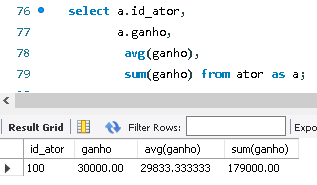 76 select a.id_ator,
77 a.ganho,
78 avg(ganho),
79 sum(ganho) from ator as a;
Result Grid Filter Rows: Expo
id_ator ganho avg(ganho) sum(ganho)
100 30000.00 29833.333333 179000.00